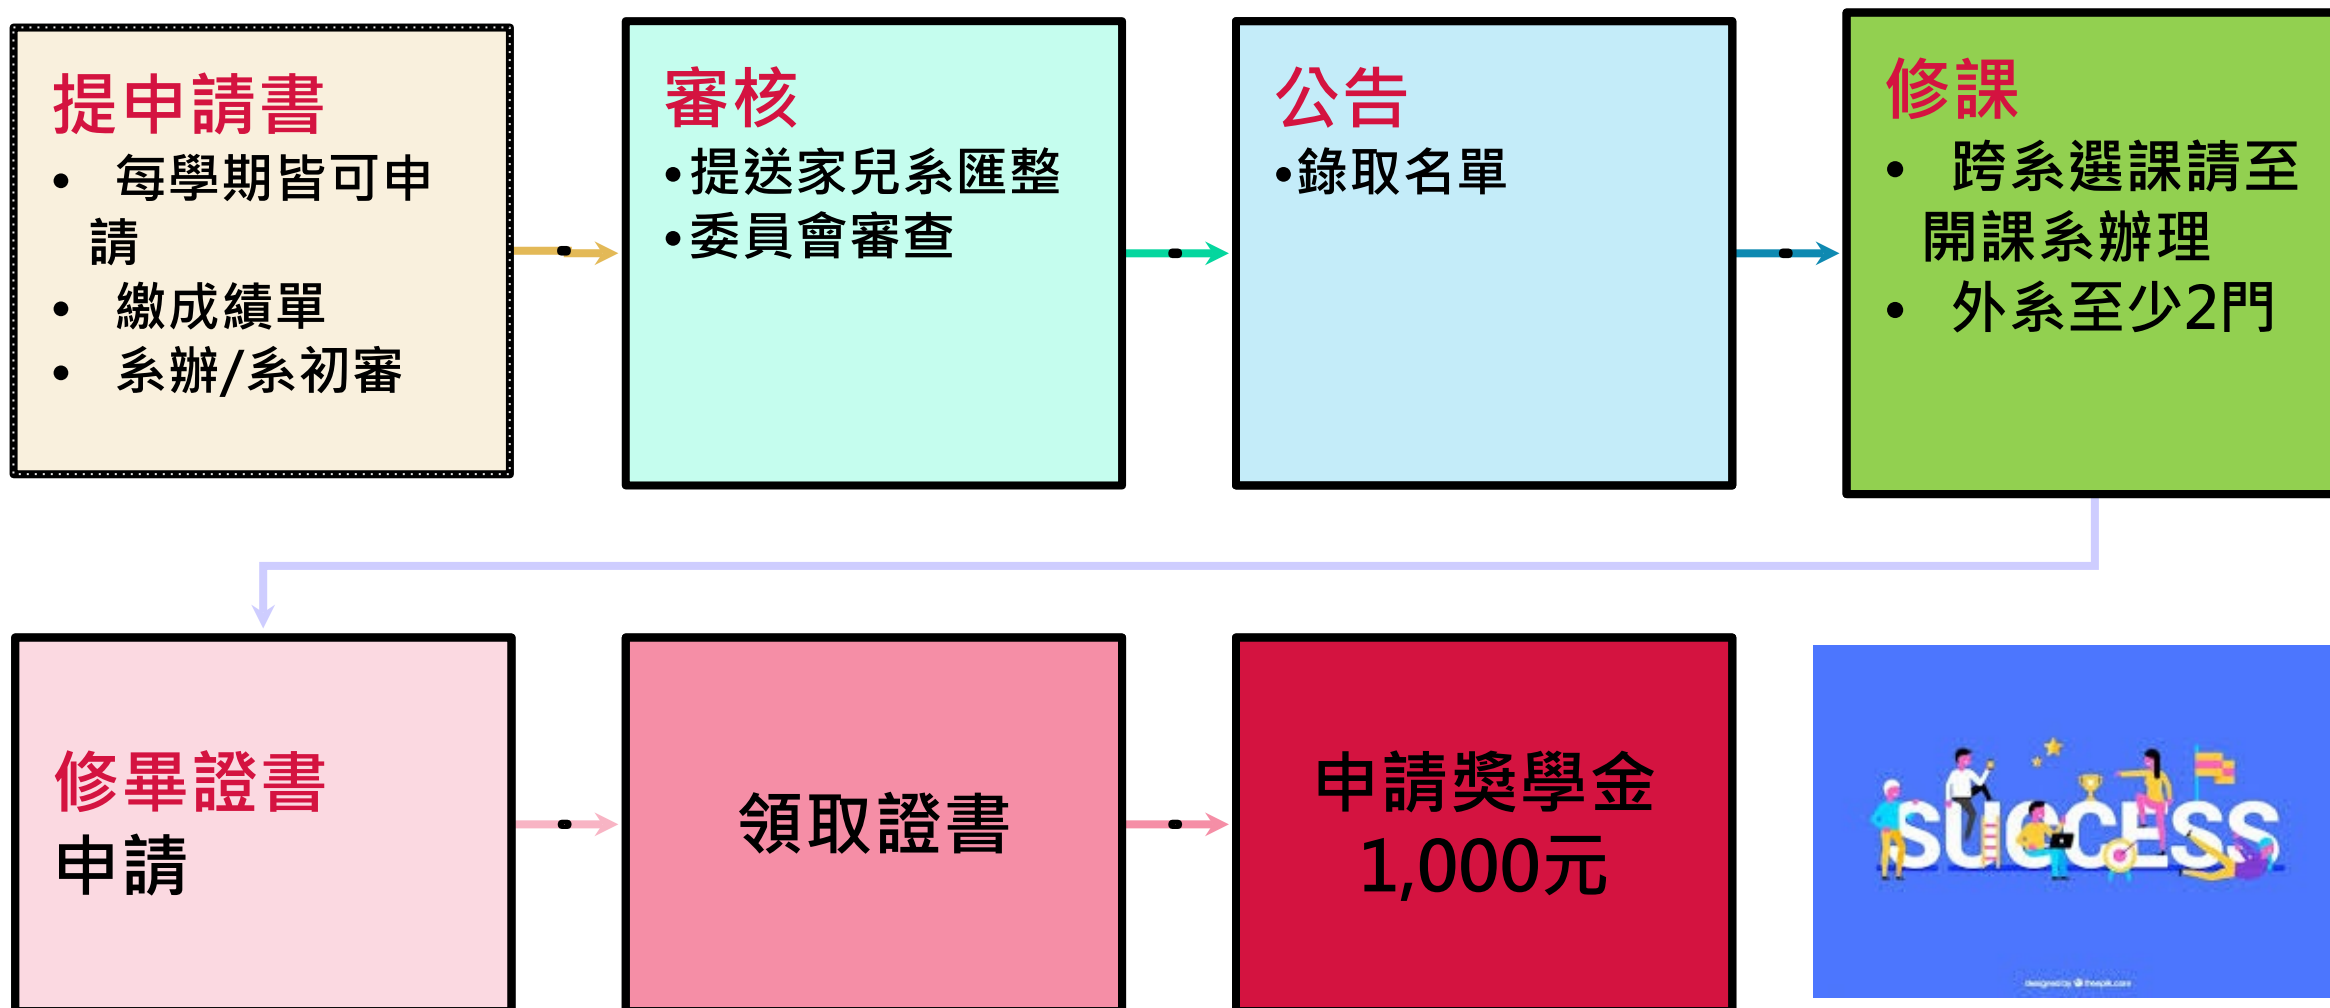 提申請書
• 每學期皆可申
請
• 繳成績單
• 系辦/系初審
審核
•提送家兒系匯整
•委員會審查
公告
•錄取名單
修課
• 跨系選課請至
開課系辦理
• 外系至少2門
修畢證書
申請
領取證書
申請獎學金
1,000元
SUCCESS
designed by freepik.com